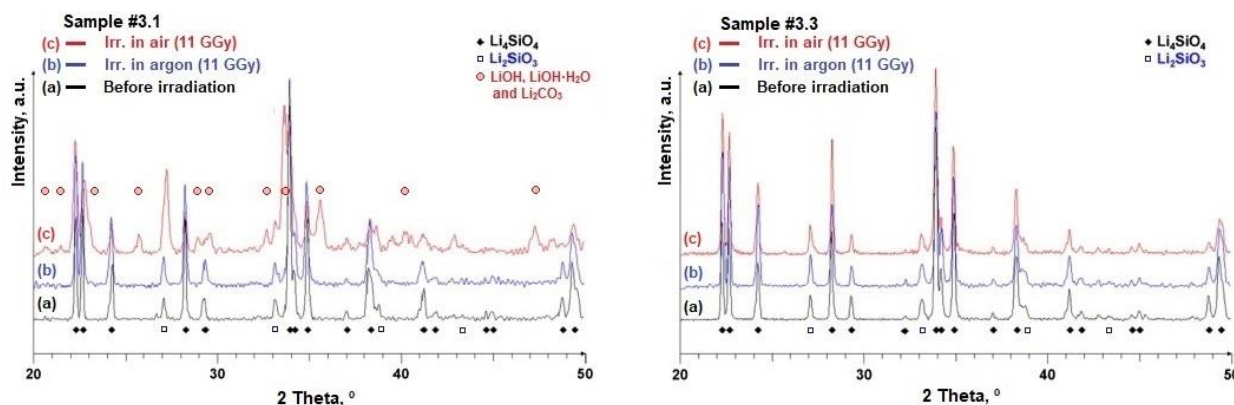 Sample #3.1
(c) Irr. in air (11 GGy)
(b) Irr. in argon (11 GGy)
(a) Before irradiation
Li₄SiO₄
Li₂SiO₃
LiOH, LiOH·H₂O
and Li₂CO₃
Intensity, a.u.
(c)
(b)
(a)
20 30 40 50
2 Theta, º
Sample #3.3
(c) Irr. in air (11 GGy)
(b) Irr. in argon (11 GGy)
(a) Before irradiation
Li₄SiO₄
Li₂SiO₃
Intensity, a.u.
(c)
(b)
(a)
20 30 40 50
2 Theta, º